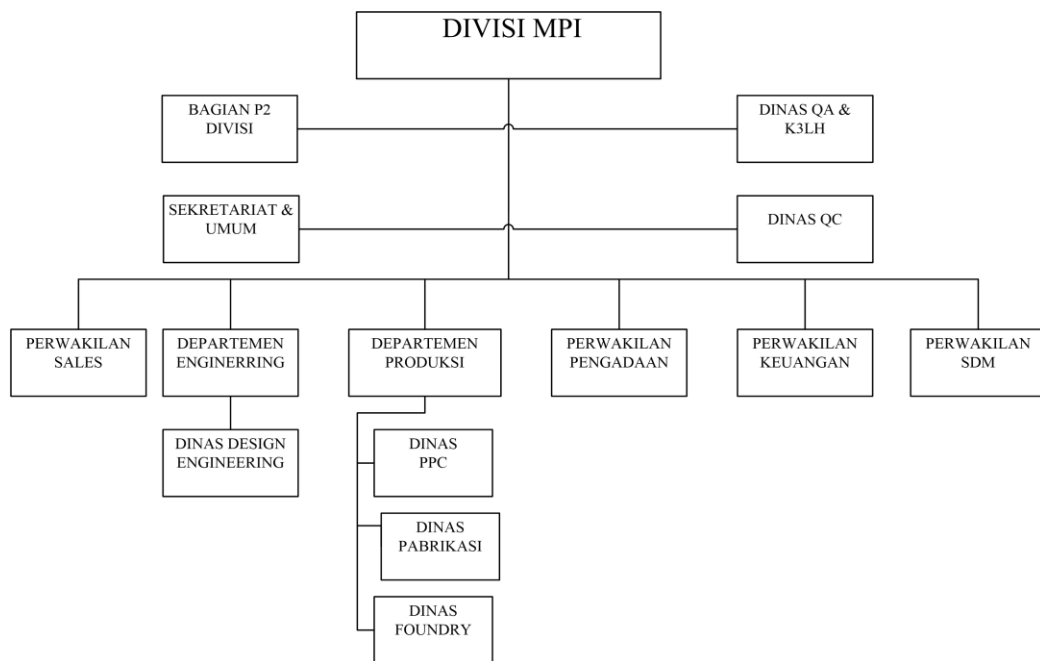 DIVISI MPI
BAGIAN P2
DIVISI
DINAS QA &
K3LH
SEKRETARIAT &
UMUM
DINAS QC
PERWAKILAN
SALES
DEPARTEMEN
ENGINERRING
DEPARTEMEN
PRODUKSI
PERWAKILAN
PENGADAAN
PERWAKILAN
KEUANGAN
PERWAKILAN
SDM
DINAS DESIGN
ENGINEERING
DINAS
PPC
DINAS
PABRIKASI
DINAS
FOUNDRY